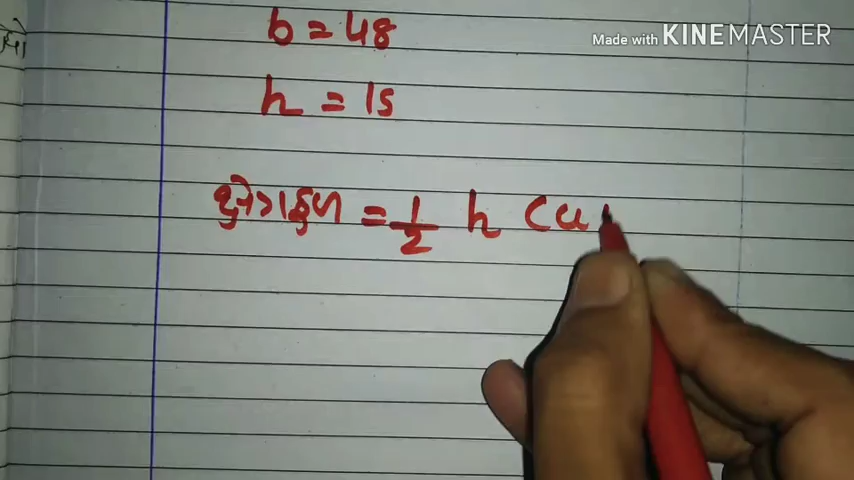 Made with KINEMASTER
b = 48
h = 15
ક્ષેત્રફળ = 1/2 h (a